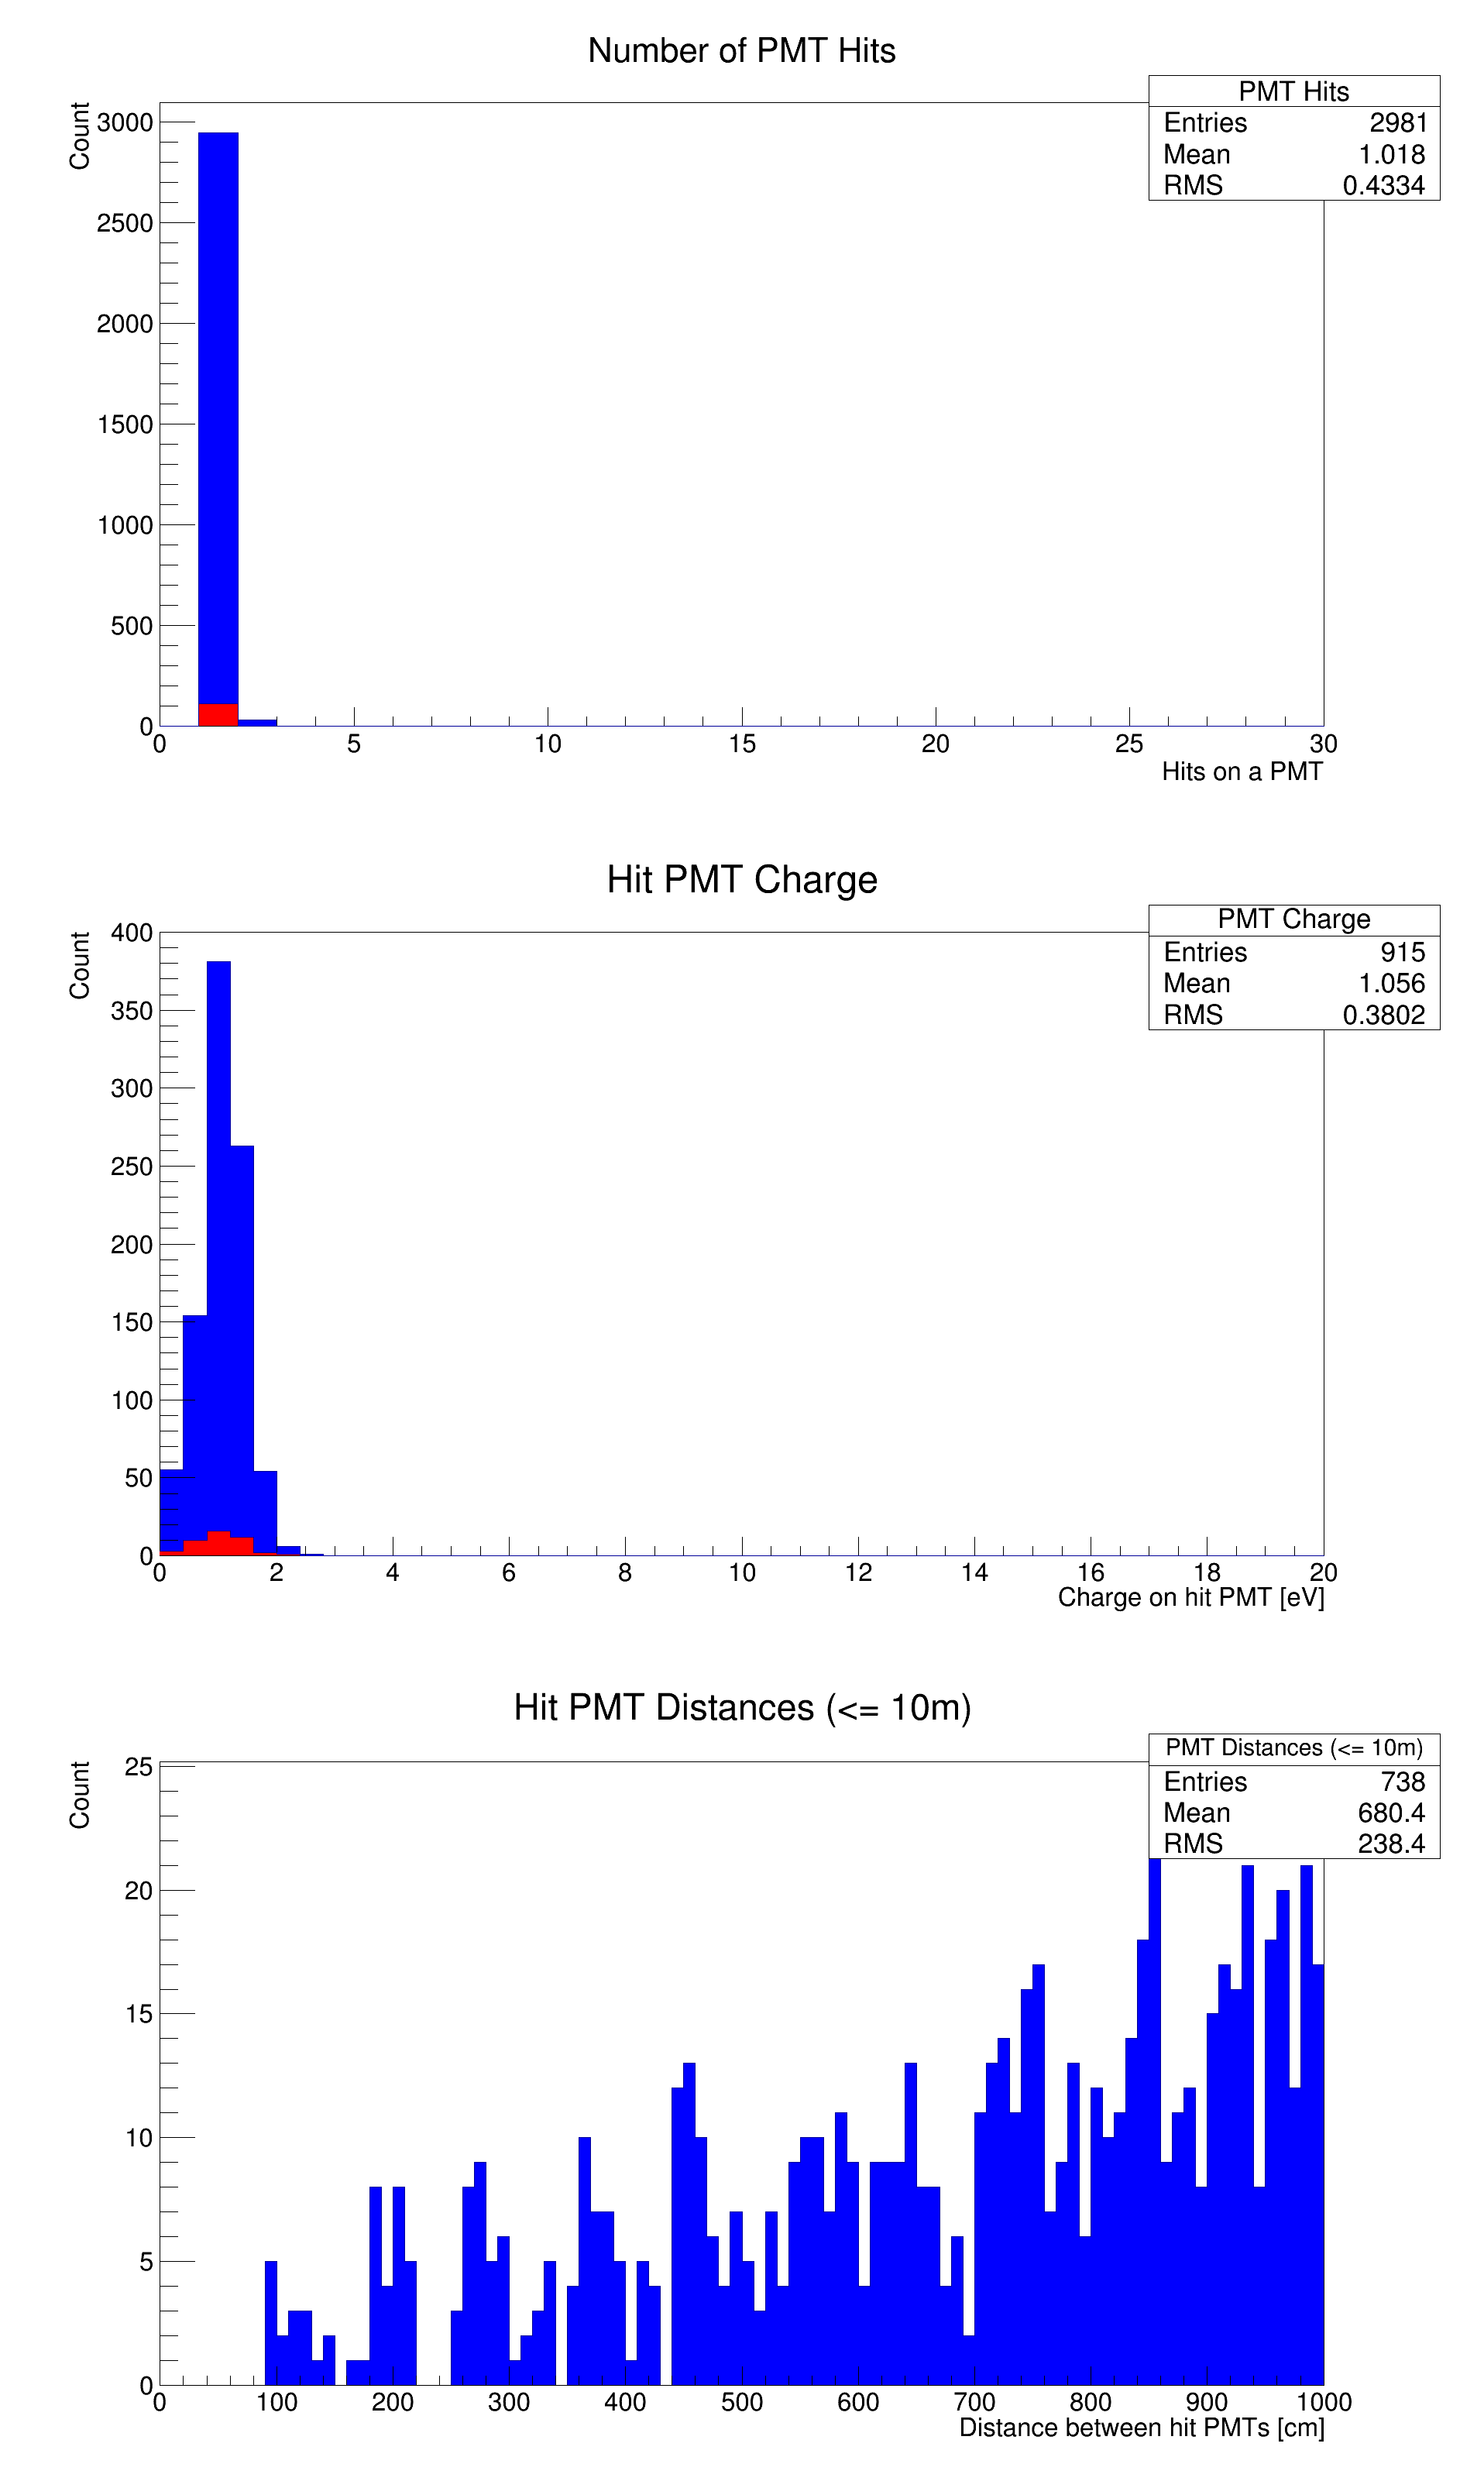 Number of PMT Hits
PMT Hits
Entries 2981
Mean 1.018
RMS 0.4334
Count
3000
2500
2000
1500
1000
500
0
0 5 10 15 20 25 30
Hits on a PMT
Hit PMT Charge
PMT Charge
Entries 915
Mean 1.056
RMS 0.3802
Count
400
350
300
250
200
150
100
50
0
0 2 4 6 8 10 12 14 16 18 20
Charge on hit PMT [eV]
Hit PMT Distances (<= 10m)
PMT Distances (<= 10m)
Entries 738
Mean 680.4
RMS 238.4
Count
25
20
15
10
5
0
0 100 200 300 400 500 600 700 800 900 1000
Distance between hit PMTs [cm]